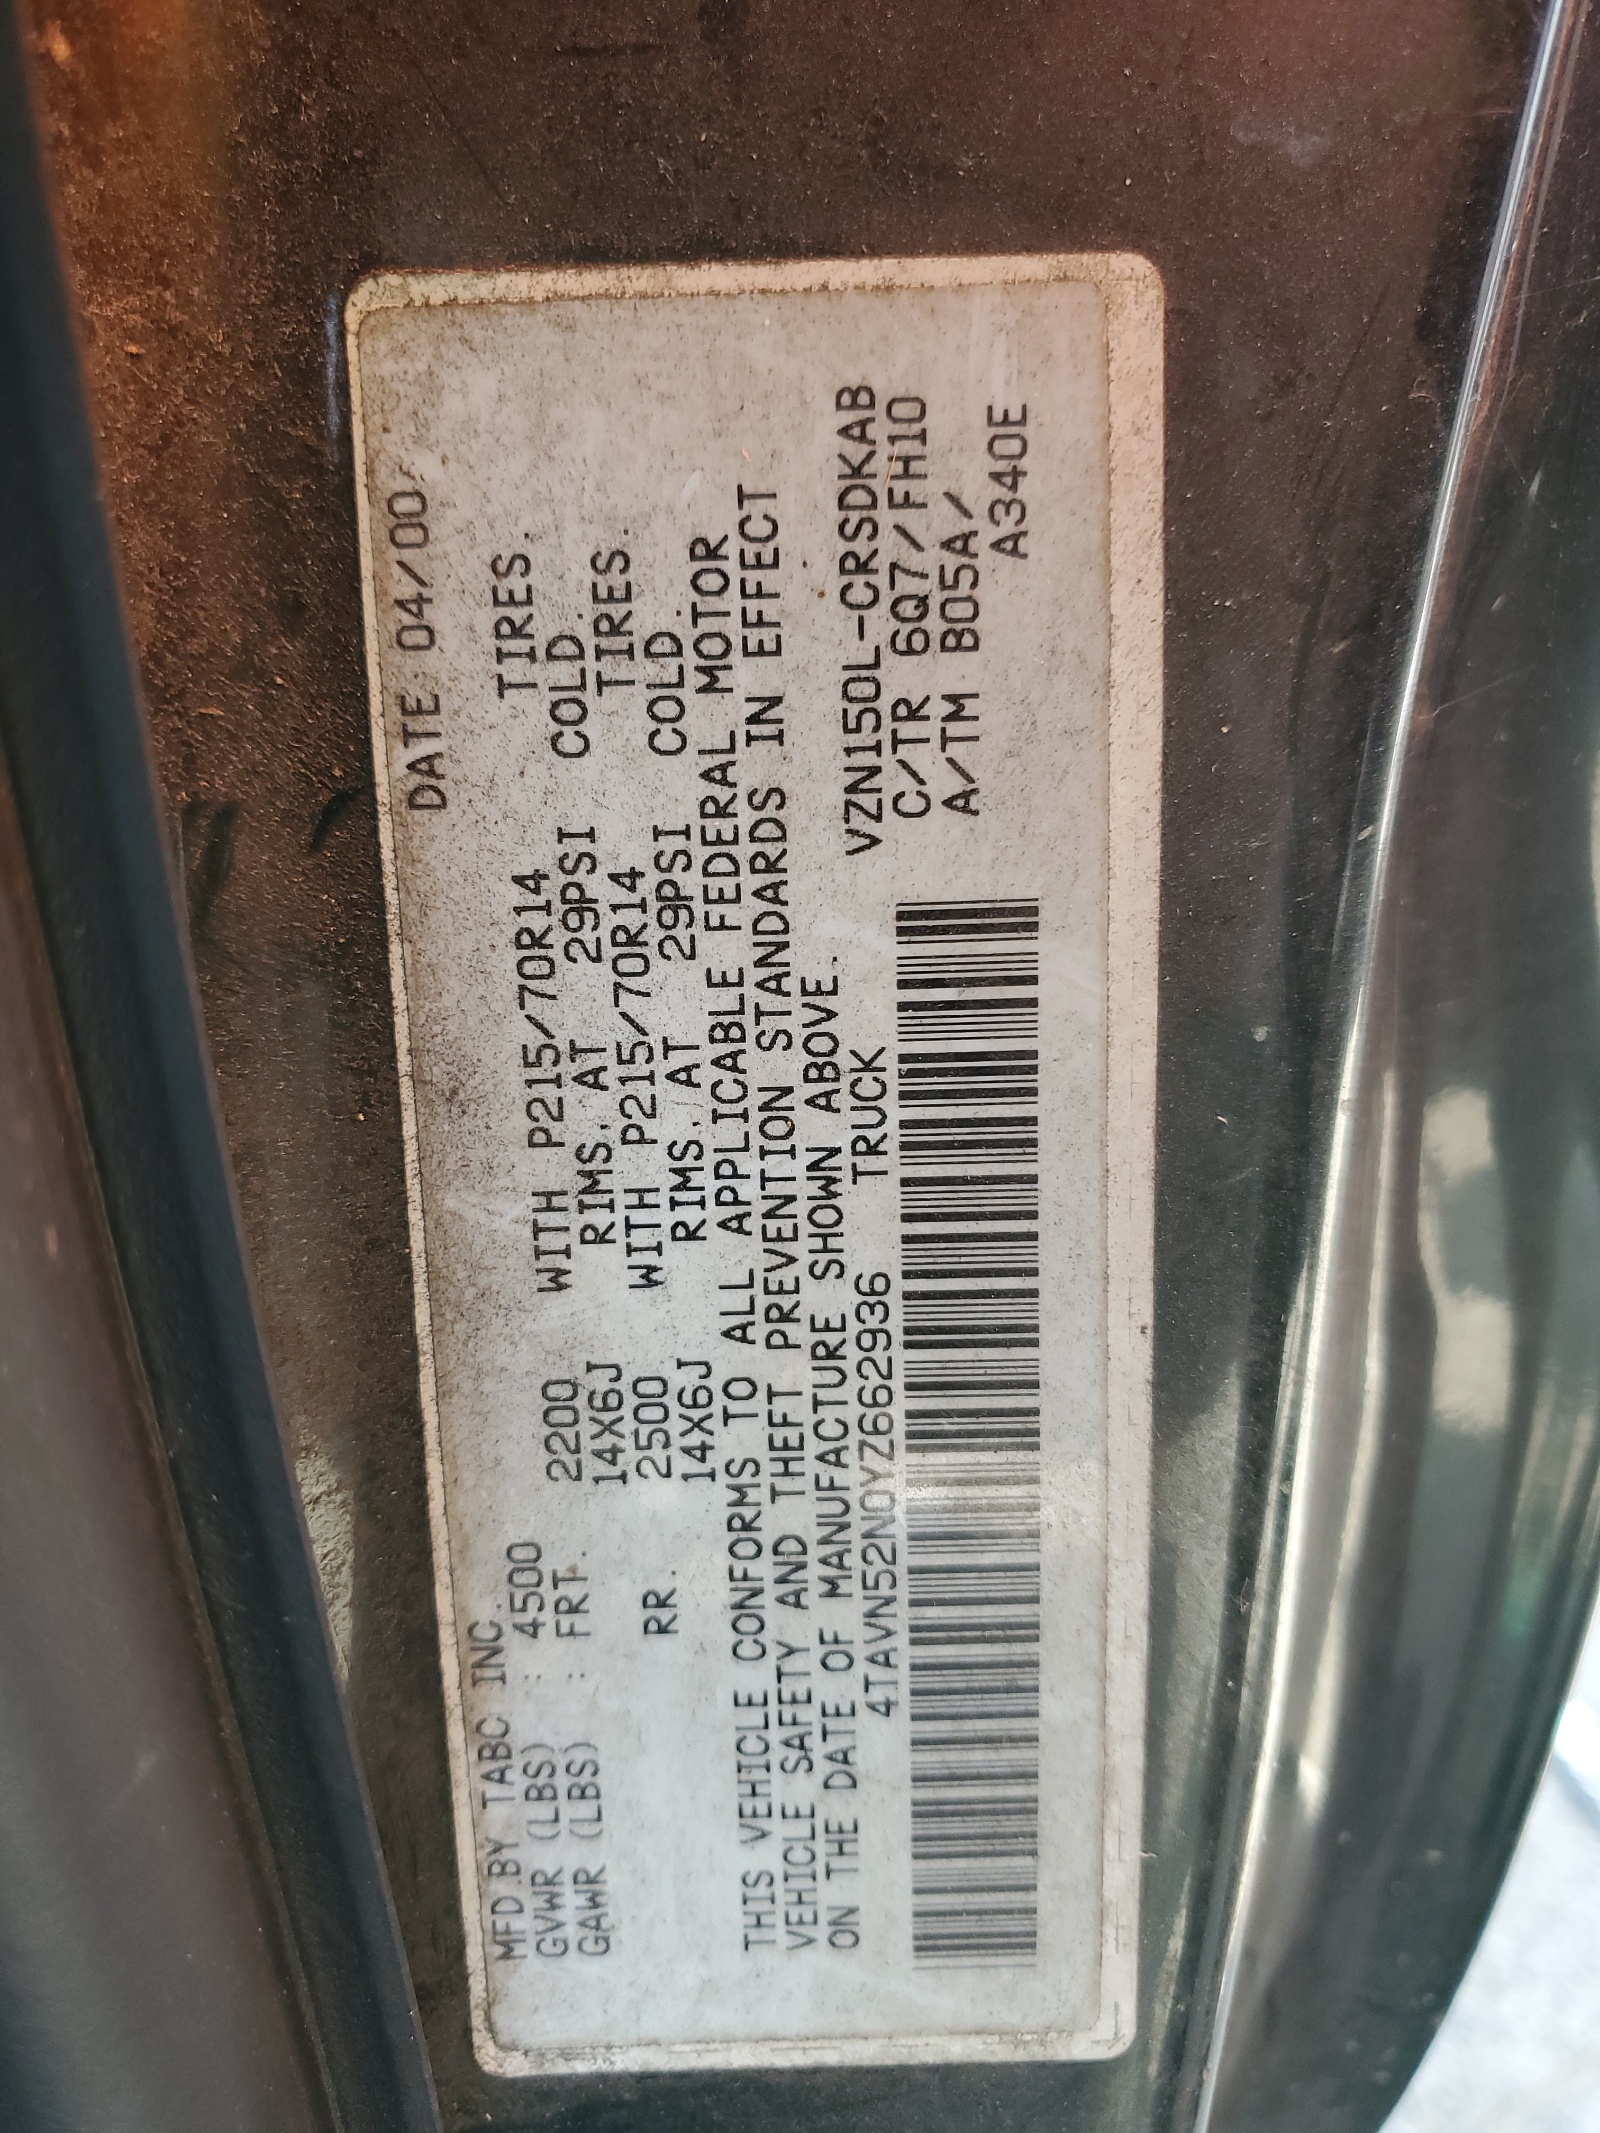 MFD.BY TABC INC. DATE: 04/00
GVWR (LBS) : 4500
GAWR (LBS) : FRT. 2200 WITH P215/70R14 TIRES.
14X6J RIMS. AT 29PSI COLD.
RR. 2500 WITH P215/70R14 TIRES.
14X6J RIMS. AT 29PSI COLD.
THIS VEHICLE CONFORMS TO ALL APPLICABLE FEDERAL MOTOR
VEHICLE SAFETY AND THEFT PREVENTION STANDARDS IN EFFECT
ON THE DATE OF MANUFACTURE SHOWN ABOVE.
4TAVN52N0YZ662936 TRUCK VZN150L-CRSDKAB
C/TR 6Q7/FH10
A/TM B05A/
A340E